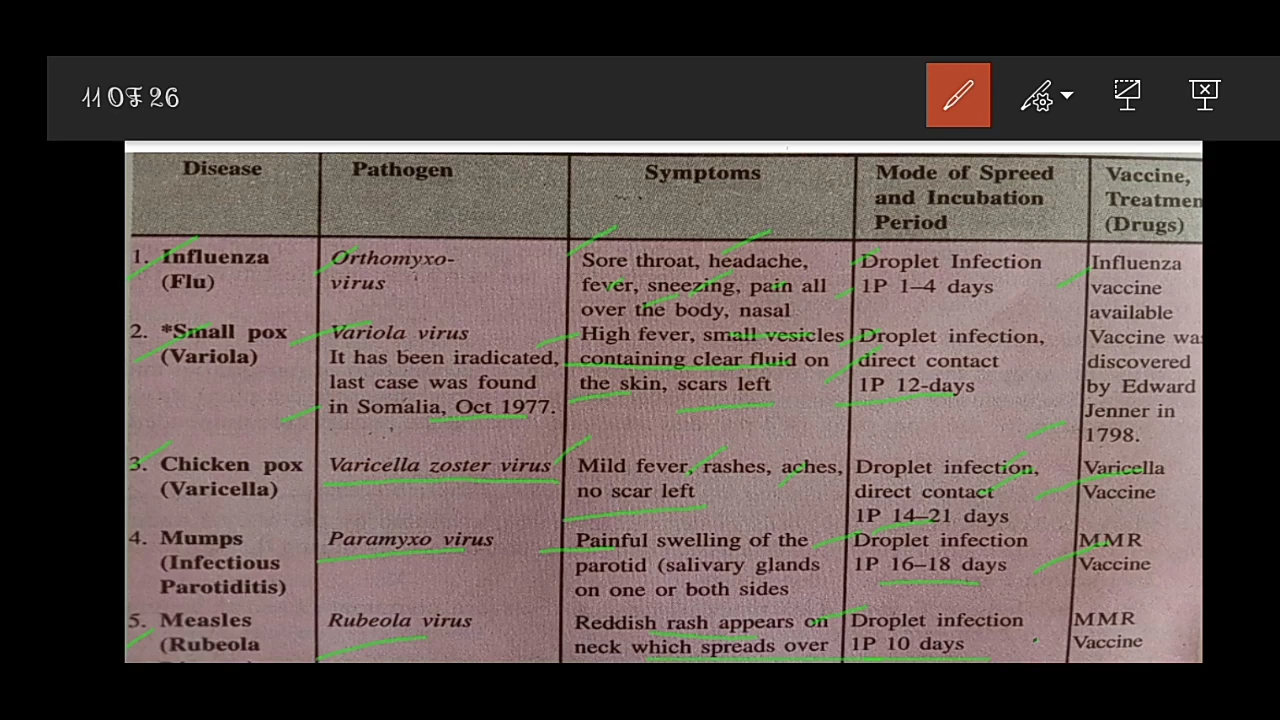 11 OF 26
Disease Pathogen Symptoms Mode of Spreed and Incubation Period Vaccine, Treatmen (Drugs)
1. Influenza (Flu)
Orthomyxo-
virus
Sore throat, headache,
fever, sneezing, pain all
over the body, nasal
Droplet Infection
1P 1–4 days
Influenza
vaccine
available
2. *Small pox
(Variola)
Variola virus
It has been iradicated,
last case was found
in Somalia, Oct 1977.
High fever, small vesicles
containing clear fluid on
the skin, scars left
Droplet infection,
direct contact
1P 12-days
Vaccine was
discovered
by Edward
Jenner in
1798.
3. Chicken pox
(Varicella)
Varicella zoster virus
Mild fever, rashes, aches,
no scar left
Droplet infection,
direct contact
1P 14–21 days
Varicella
Vaccine
4. Mumps
(Infectious
Parotiditis)
Paramyxo virus
Painful swelling of the
parotid (salivary glands
on one or both sides
Droplet infection
1P 16–18 days
MMR
Vaccine
5. Measles
(Rubeola
Rubeola virus
Reddish rash appears on
neck which spreads over
Droplet infection
1P 10 days
MMR
Vaccine